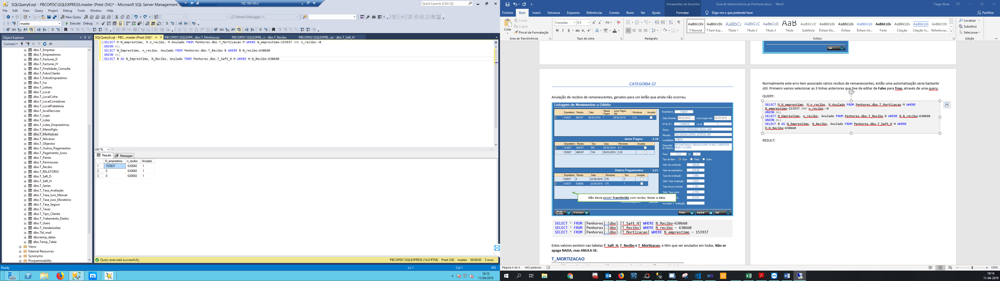 SQLQuery6.sql - PBCOPDC\SQLEXPRESS.master (Prest (54))* - Microsoft SQL Server Management
192.168.100.2
Quick Launch (Ctrl+Q)
File Edit View Query Project Debug Tools Window Help
New Query
Generic Debugger
master
Execute Debug
Object Explorer
Connect
dbo.T_Empresa
dbo.T_Emprestimos
dbo.T_Facturas_D
dbo.T_Facturas_H
dbo.T_Finalidade_Consulta
dbo.T_FotosCliente
dbo.T_FotosEmprestimo
dbo.T_Iva
dbo.T_Leiloes
dbo.T_Local
dbo.T_LocalCofre
dbo.T_LocalCorredores
dbo.T_LocalPrateleiras
dbo.T_localSeccoes
dbo.T_Lojas
dbo.T_Lotes
dbo.T_Lotes_Emprestimos
dbo.T_MeiosPgto
dbo.T_Mortizacao
dbo.T_NAcesso
dbo.T_Objectos
dbo.T_Outros_Pagamentos
dbo.T_Pagamento_Juros
dbo.T_Paises
dbo.T_Permissoes
dbo.T_Recibo
dbo.T_RELATORIO
dbo.T_Saft_D
dbo.T_Saft_H
dbo.T_Series
dbo.T_Taxa_Avaliação
dbo.T_Taxa_Juro_Mensal
dbo.T_Taxa_Juro_Moratório
dbo.T_Taxa_Seguro
dbo.T_Taxas
dbo.T_Tipo_Cliente
dbo.T_Tratamento_Dados
dbo.T_Users
dbo.T_VendasLeilao
dbo.Tbl_mail
dbo.temp_datas
dbo.Temp_Table
Views
External Resources
Synonyms
Programmability
SQLQuery6.sql - PBC...master (Prest (54))* PBCOPDC\SQLEXPRE...dbo.T_Mortizacao PBCOPDC\SQLEXPRE...s - dbo.T_Recibo PBCOPDC\SQLEXPRE...es - dbo.T_Saft_H
SELECT M.N_emprestimo, M.n_recibo, M.Anulado FROM Penhores.dbo.T_Mortizacao M WHERE N_emprestimo=153937 AND n_recibo<>0
UNION ALL
SELECT N_Emprestimo, n_recibo, Anulado FROM Penhores.dbo.T_Recibo R WHERE R.N_recibo=630660
UNION ALL
SELECT 0 AS N_Emprestimo, N_Recibo, Anulado FROM Penhores.dbo.T_Saft_H H WHERE H.N_Recibo=630660
100 %
Results Messages
N_emprestimo n_recibo Anulado
1 153937 630660 1
2 0 630660 1
3 0 630660 1
Query executed successfully.
PBCOPDC\SQLEXPRESS (14.0 RTM) Prest (54) master 00:00:00 3 rows
Ready Ln 1 Col 1 INS
18:10
11/04/2019
Ferramentas de Desenho
Guia de Sobrevivência ao Penhores.docx - Word
Tiago Alves
Ficheiro Base Inserir Estrutura Esquema Referências Correio Rever Ver Ajuda Formatar Diga-me o que pretende fazer Partilhar
Colar
Cortar
Copiar
Pincel de Formatação
Área de Transferência
Consolas 9,5
Tipo de Letra
Parágrafo
AaBbCcDc ¶ Normal
AaBbCcDc ¶ Sem Esp...
AaBbCc Título 1
AaBbCcC Título 2
AaBbCcD Título 3
AaB Título
AaBbCcD Subtítulo
AaBbCcDc Ênfase Dis...
AaBbCcDc Ênfase
AaBbCcDc Ênfase Int...
AaBbCcDc Forte
AaBbCcDc Citação
AaBbCcDc Citação In...
AaBbCcDc Referência...
Estilos
Localizar
Substituir
Selecionar
Edição
Sair
CATEGORIA S2
Anulação de recibos de remanescentes, gerados para um leilão que ainda não ocorreu.
Listagem de Movimentos a Débito
Empréstimo Recibo Data Meses Pagos Juros Pagos Até Montante Anulado
153937 608167 09/03/2018 1 09/04/2018 3,19
Juros Pagos: 3,19
Empréstimo Recibo Tipo Data Montante Anulado
153937 608167 IMS 09/03/2018 0,11
153937 608167 TXA 09/03/2018 3,30
Outros Pagamentos: 3,41
Empréstimo Recibo Data Montante Tipo Anulado
153937 0 22/05/2019 275 T
153937 630660 22/05/2019 275 T
Empréstimo: 153937
Data Emissão: 09/03/2018 Juros pagos até: 09/04/2018
Nº do B.I.: 11493579 Local: 1
Nome: ARMANDO FERNANDO ROSA LINO
Morada: RUA SOUSA LOPES, LOTE 63, 4ºD
Localidade: LISBOA
Descrição do Objecto: FIO FANTASIA C/ BOLAS OURO 19.2K C/ DEFEITOS PESO 11.2 GRS
Peso: 11,2 Gr. 1
Tipo de Bem: Ouro Prata Outro
Valor de avaliação: 330.00
Valor de empréstimo: 275.00
Taxa de avaliação: 1,000
Valor Taxa Avaliação: 3,30 €
Taxa de juro mensal: 1,161
Valor Taxa Juros: 3,19 €
0,11 €
Iva sobre T. Avaliação:
Não devia existir Transferido com recibo. Notar a data.
2ª via Cautela 2ª via Fatura Fotos Imprimir Sair
SELECT * FROM [Penhores].[dbo].[T_Saft_H] WHERE N_Recibo=630660
SELECT * FROM [Penhores].[dbo].[T_Recibo] WHERE N_recibo = 630660
SELECT * FROM [Penhores].[dbo].[T_Mortizacao] WHERE N_emprestimo = 153937
Estes valores existem nas tabelas T_Saft_H, T_Recibo e T_Mortizacao, e têm que ser anulados em todas. Não se
apaga NADA, mas ANULA-SE.
T_MORTIZACAO
Normalmente este erro tem associado vários recibos de remanescentes, então uma automatização seria bastante
útil. Primeiro vamos selecionar as 3 linhas anteriores que tive de editar de False para True, através de uma query.
QUERY:
SELECT M.N_emprestimo, M.n_recibo, M.Anulado FROM Penhores.dbo.T_Mortizacao M WHERE
N_emprestimo=153937 AND n_recibo<>0
UNION ALL
SELECT N_Emprestimo, n_recibo, Anulado FROM Penhores.dbo.T_Recibo R WHERE R.N_recibo=630660
UNION ALL
SELECT 0 AS N_Emprestimo, N_Recibo, Anulado FROM Penhores.dbo.T_Saft_H H WHERE
H.N_Recibo=630660
RESULT:
Página 4 de 4 442 palavras
100%
18:14
11-04-2019